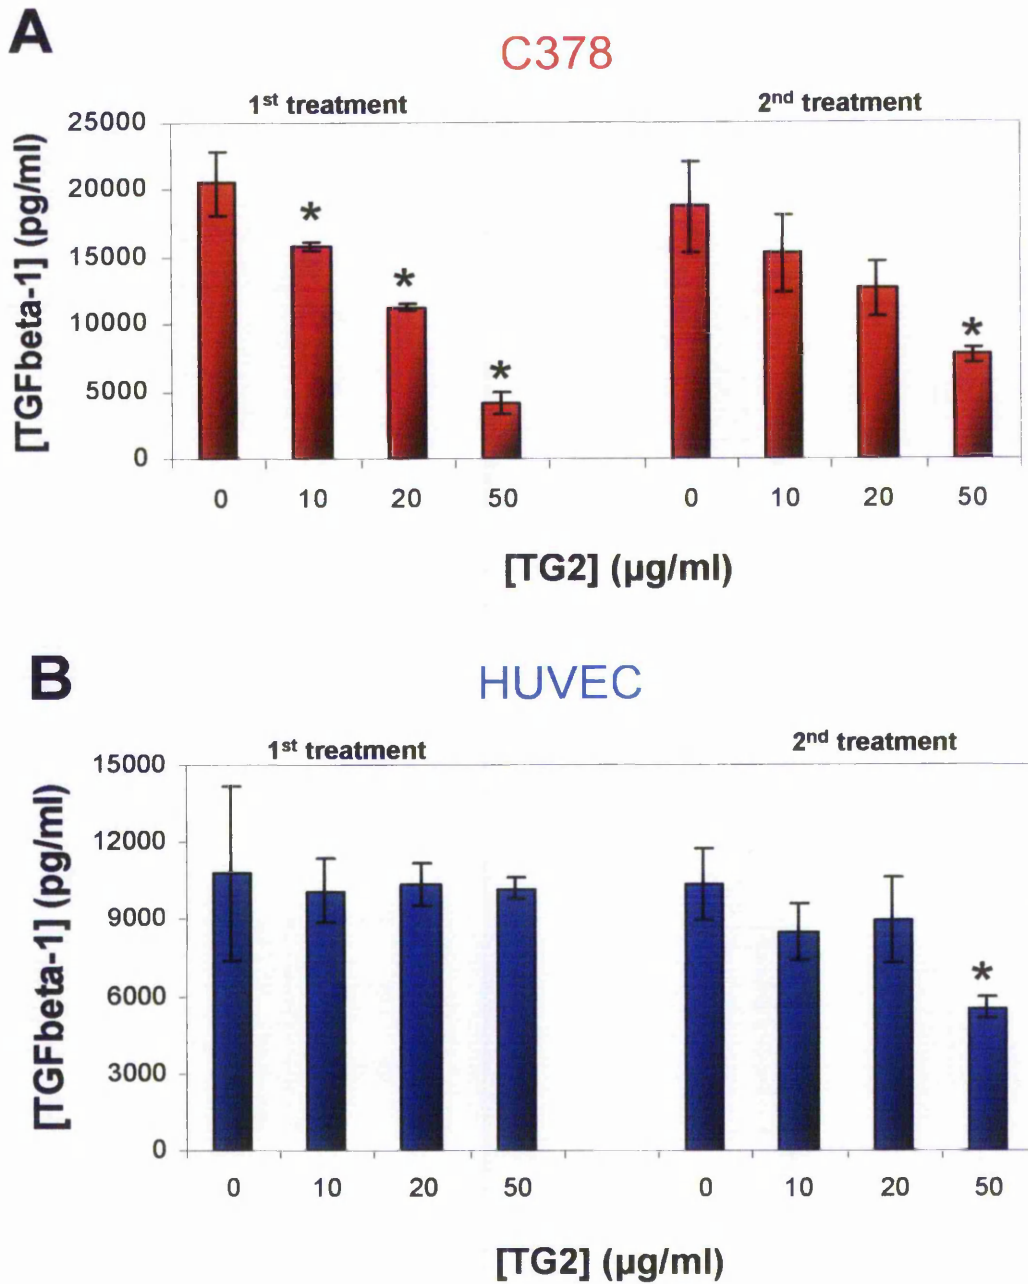 A
C378
1st treatment
2nd treatment
[TGFbeta-1] (pg/ml)
25000
20000
15000
10000
5000
0
*
*
*
*
0 10 20 50 0 10 20 50
[TG2] (µg/ml)
B
HUVEC
1st treatment
2nd treatment
[TGFbeta-1] (pg/ml)
15000
12000
9000
6000
3000
0
*
0 10 20 50 0 10 20 50
[TG2] (µg/ml)